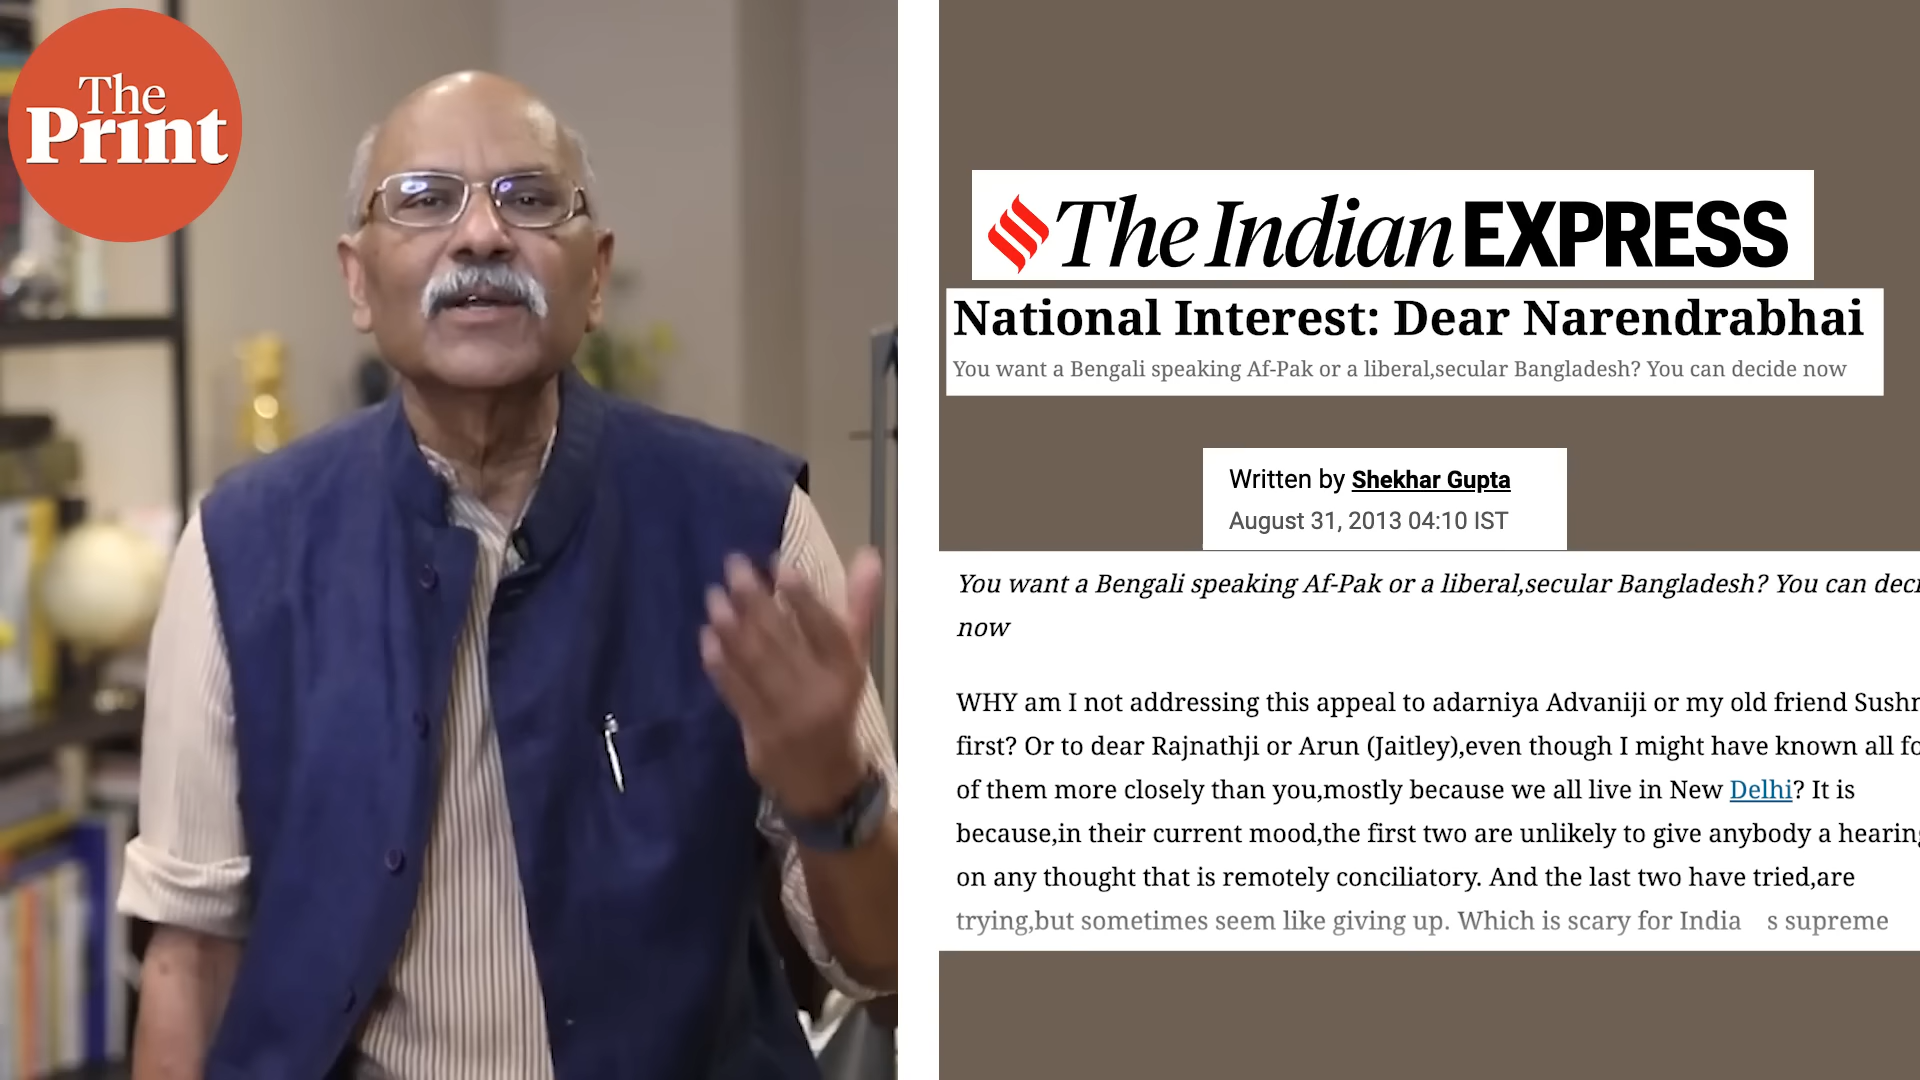 The
Print
The Indian EXPRESS
National Interest: Dear Narendrabhai
You want a Bengali speaking Af-Pak or a liberal,secular Bangladesh? You can decide now
Written by Shekhar Gupta
August 31, 2013 04:10 IST
You want a Bengali speaking Af-Pak or a liberal,secular Bangladesh? You can deci
now
WHY am I not addressing this appeal to adarniya Advaniji or my old friend Sushm
first? Or to dear Rajnathji or Arun (Jaitley),even though I might have known all fo
of them more closely than you,mostly because we all live in New Delhi? It is
because,in their current mood,the first two are unlikely to give anybody a hearing
on any thought that is remotely conciliatory. And the last two have tried,are
trying,but sometimes seem like giving up. Which is scary for India s supreme